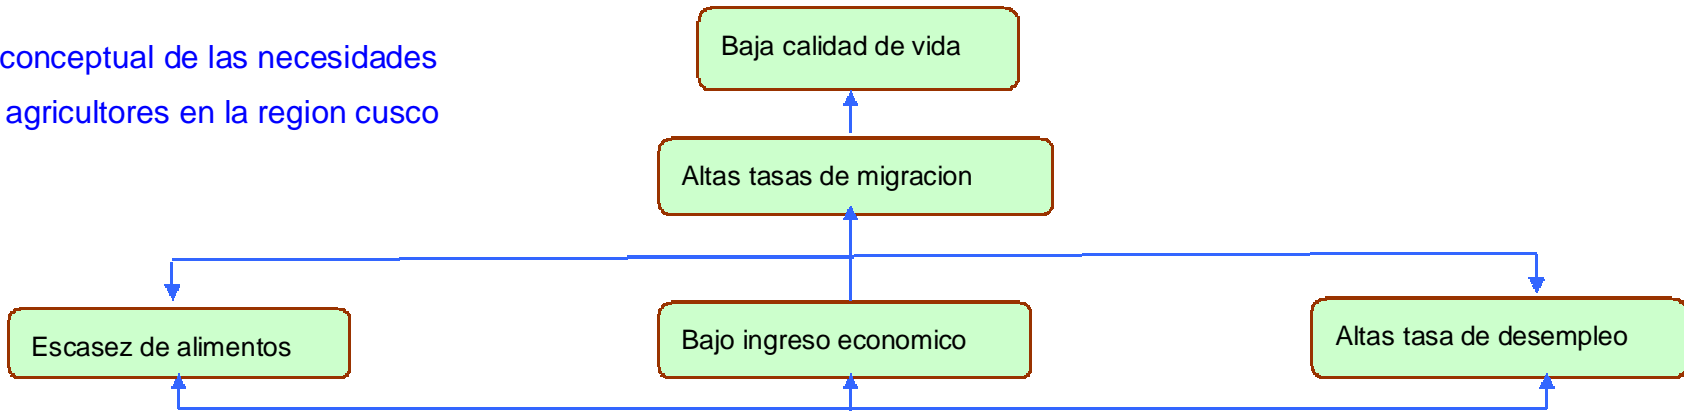 conceptual de las necesidades
agricultores en la region cusco
Baja calidad de vida
Altas tasas de migracion
Escasez de alimentos
Bajo ingreso economico
Altas tasa de desempleo